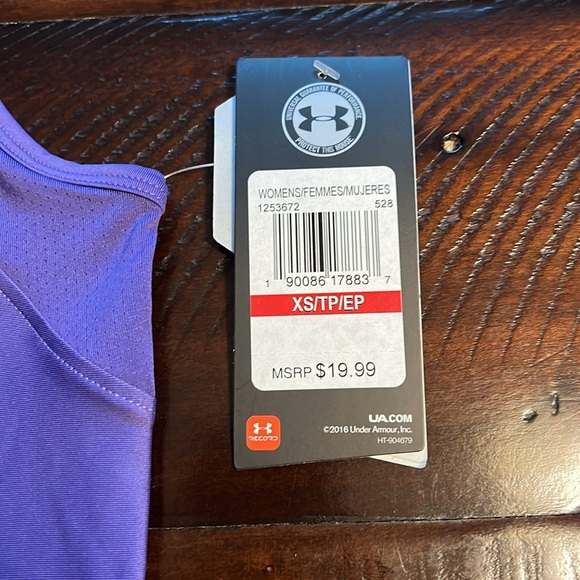 UNIVERSAL GUARANTEE OF PERFORMANCE
PROTECT THIS HOUSE
WOMENS/FEMMES/MUJERES
1253672 528
1 90086 17883 7
XS/TP/EP
MSRP $19.99
RECORD
UA.COM
©2016 Under Armour, Inc.
HT-904679